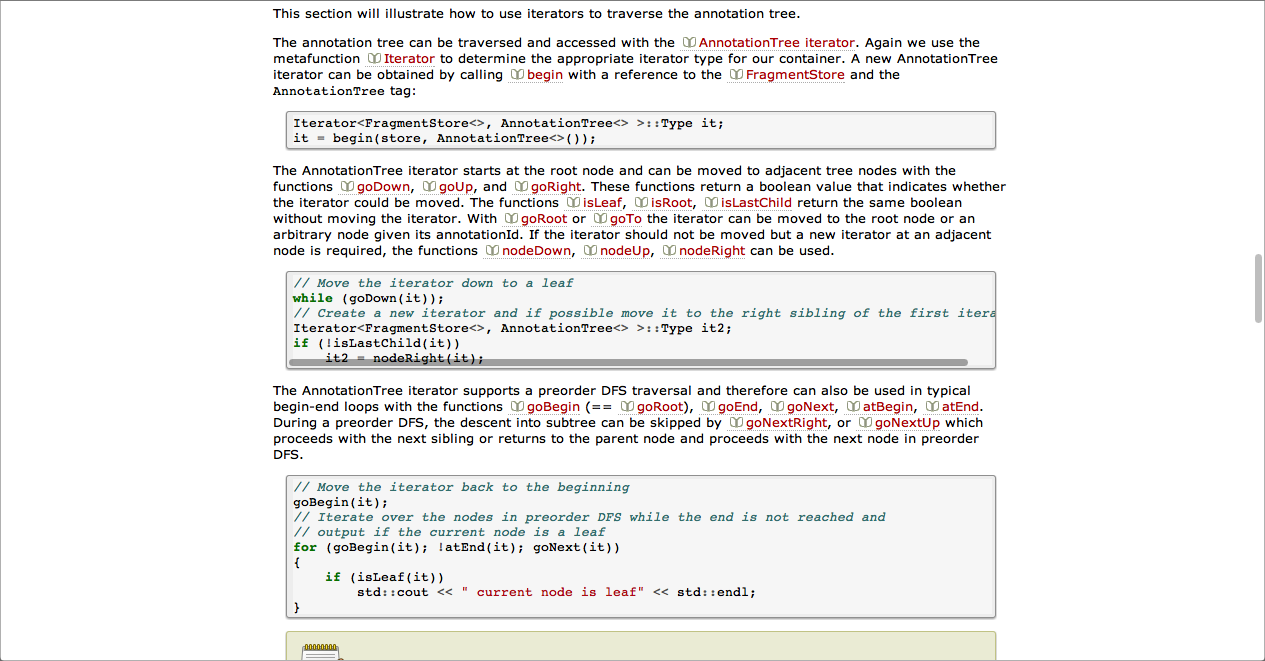 This section will illustrate how to use iterators to traverse the annotation tree.
The annotation tree can be traversed and accessed with the AnnotationTree iterator. Again we use the
metafunction Iterator to determine the appropriate iterator type for our container. A new AnnotationTree
iterator can be obtained by calling begin with a reference to the FragmentStore and the
AnnotationTree tag:
Iterator<FragmentStore<>, AnnotationTree<> >::Type it;
it = begin(store, AnnotationTree<>());
The AnnotationTree iterator starts at the root node and can be moved to adjacent tree nodes with the
functions goDown, goUp, and goRight. These functions return a boolean value that indicates whether
the iterator could be moved. The functions isLeaf, isRoot, isLastChild return the same boolean
without moving the iterator. With goRoot or goTo the iterator can be moved to the root node or an
arbitrary node given its annotationId. If the iterator should not be moved but a new iterator at an adjacent
node is required, the functions nodeDown, nodeUp, nodeRight can be used.
// Move the iterator down to a leaf
while (goDown(it));
// Create a new iterator and if possible move it to the right sibling of the first itera
Iterator<FragmentStore<>, AnnotationTree<> >::Type it2;
if (!isLastChild(it))
    it2 = nodeRight(it);
The AnnotationTree iterator supports a preorder DFS traversal and therefore can also be used in typical
begin-end loops with the functions goBegin (== goRoot), goEnd, goNext, atBegin, atEnd.
During a preorder DFS, the descent into subtree can be skipped by goNextRight, or goNextUp which
proceeds with the next sibling or returns to the parent node and proceeds with the next node in preorder
DFS.
// Move the iterator back to the beginning
goBegin(it);
// Iterate over the nodes in preorder DFS while the end is not reached and
// output if the current node is a leaf
for (goBegin(it); !atEnd(it); goNext(it))
{
    if (isLeaf(it))
        std::cout << " current node is leaf" << std::endl;
}